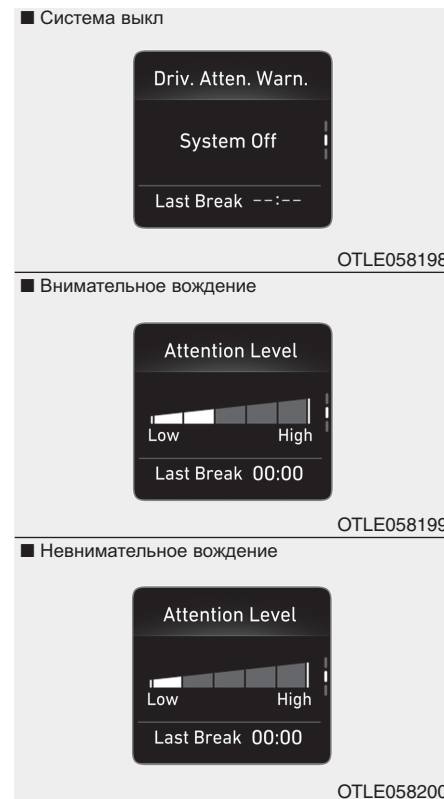 ■ Система выкл
Driv. Atten. Warn.
System Off
Last Break --:--
OTLE058198
■ Внимательное вождение
Attention Level
Low High
Last Break 00:00
OTLE058199
■ Невнимательное вождение
Attention Level
Low High
Last Break 00:00
OTLE058200